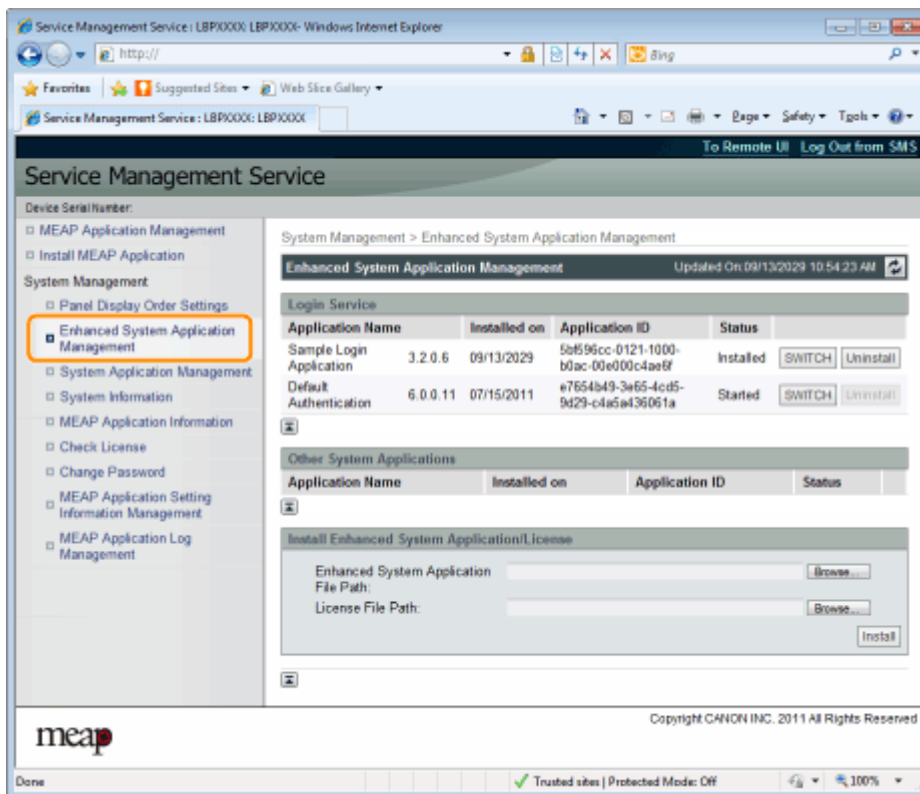 Service Management Service : LBPXXXX: LBPXXXX- Windows Internet Explorer
http://
Bing
Favorites Suggested Sites Web Slice Gallery
Service Management Service : LBPXXXX: LBPXXXX
Page Safety Tools
To Remote UI Log Out from SMS
Service Management Service
Device Serial Number:
MEAP Application Management
Install MEAP Application
System Management
Panel Display Order Settings
Enhanced System Application
Management
System Application Management
System Information
MEAP Application Information
Check License
Change Password
MEAP Application Setting
Information Management
MEAP Application Log
Management
System Management > Enhanced System Application Management
Enhanced System Application Management Updated On:09/13/2029 10:54:23 AM
Login Service
Application Name Installed on Application ID Status
Sample Login
Application 3.2.0.6 09/13/2029 5bf596cc-0121-1000-
b0ac-00e000c4ae6f Installed SWITCH Uninstall
Default
Authentication 6.0.0.11 07/15/2011 e7654b49-3e65-4cd5-
9d29-c4a5a436061a Started SWITCH Uninstall
Other System Applications
Application Name Installed on Application ID Status
Install Enhanced System Application/License
Enhanced System Application
File Path: Browse...
License File Path: Browse...
Install
Copyright CANON INC. 2011 All Rights Reserved
meap
Done Trusted sites | Protected Mode: Off 100%